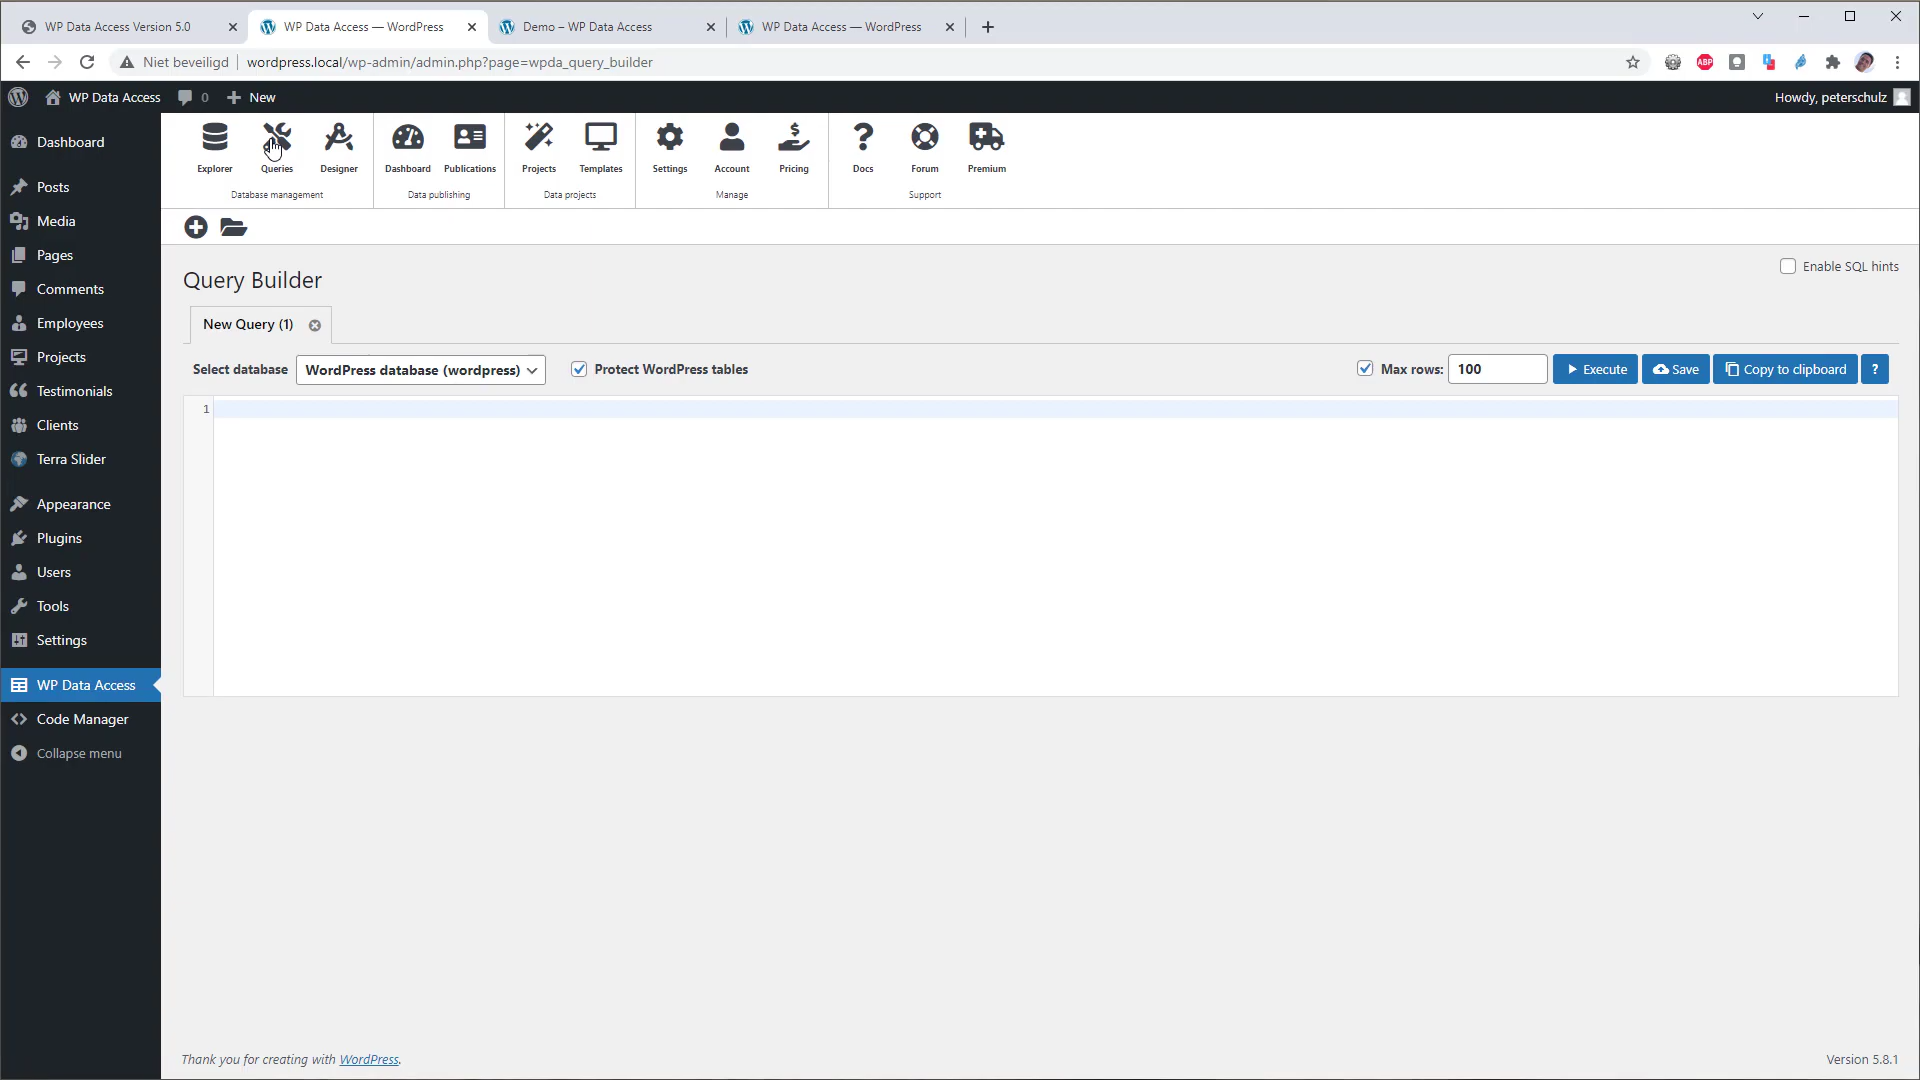 WP Data Access Version 5.0
WP Data Access — WordPress
Demo – WP Data Access
WP Data Access — WordPress
Niet beveiligd
wordpress.local/wp-admin/admin.php?page=wpda_query_builder
ABP
WP Data Access
0
New
Howdy, peterschulz
Dashboard
Posts
Media
Pages
Comments
Employees
Projects
Testimonials
Clients
Terra Slider
Appearance
Plugins
Users
Tools
Settings
WP Data Access
Code Manager
Collapse menu
Explorer
Queries
Designer
Dashboard
Publications
Projects
Templates
Settings
Account
Pricing
Docs
Forum
Premium
Database management
Data publishing
Data projects
Manage
Support
Query Builder
Enable SQL hints
New Query (1)
Select database
WordPress database (wordpress)
Protect WordPress tables
Max rows:
100
Execute
Save
Copy to clipboard
?
1
Thank you for creating with WordPress.
Version 5.8.1